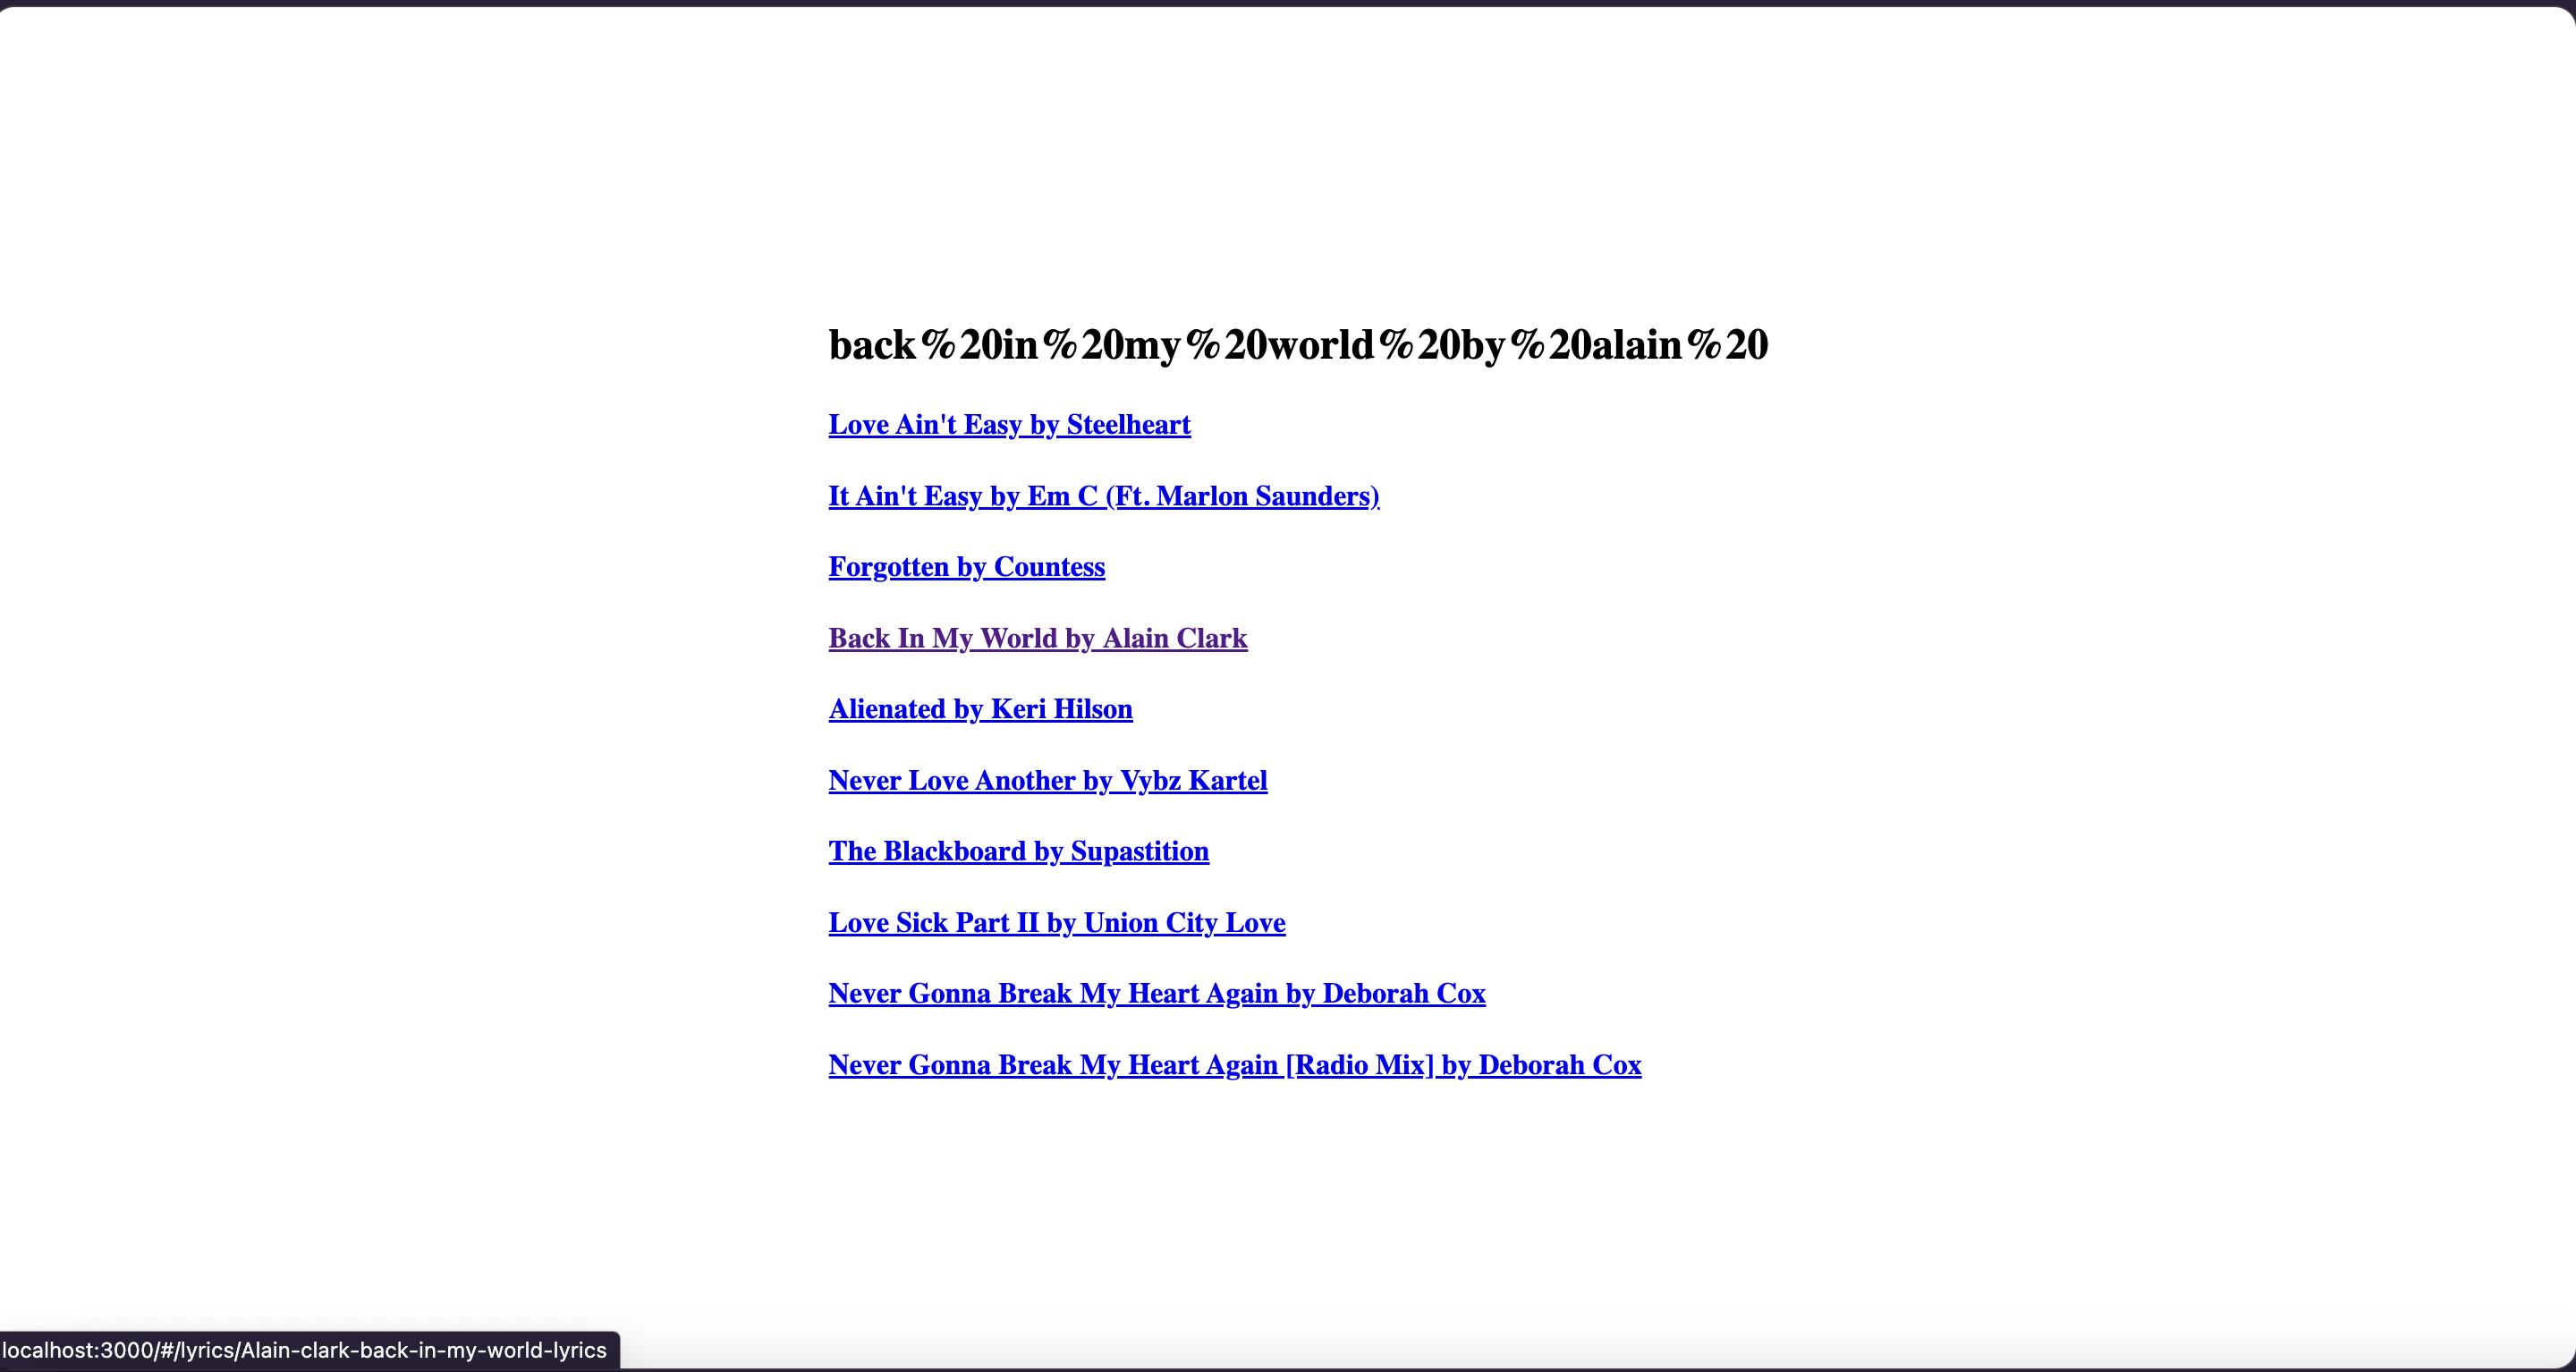 back%20in%20my%20world%20by%20alain%20
Love Ain't Easy by Steelheart
It Ain't Easy by Em C (Ft. Marlon Saunders)
Forgotten by Countess
Back In My World by Alain Clark
Alienated by Keri Hilson
Never Love Another by Vybz Kartel
The Blackboard by Supastition
Love Sick Part II by Union City Love
Never Gonna Break My Heart Again by Deborah Cox
Never Gonna Break My Heart Again [Radio Mix] by Deborah Cox
localhost:3000/#/lyrics/Alain-clark-back-in-my-world-lyrics